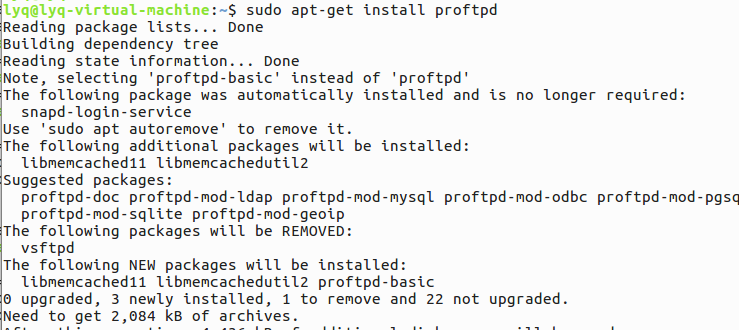 lyq@lyq-virtual-machine:~$ sudo apt-get install proftpd
Reading package lists... Done
Building dependency tree
Reading state information... Done
Note, selecting 'proftpd-basic' instead of 'proftpd'
The following package was automatically installed and is no longer required:
  snapd-login-service
Use 'sudo apt autoremove' to remove it.
The following additional packages will be installed:
  libmemcached11 libmemcachedutil2
Suggested packages:
  proftpd-doc proftpd-mod-ldap proftpd-mod-mysql proftpd-mod-odbc proftpd-mod-pgsq
  proftpd-mod-sqlite proftpd-mod-geoip
The following packages will be REMOVED:
  vsftpd
The following NEW packages will be installed:
  libmemcached11 libmemcachedutil2 proftpd-basic
0 upgraded, 3 newly installed, 1 to remove and 22 not upgraded.
Need to get 2,084 kB of archives.